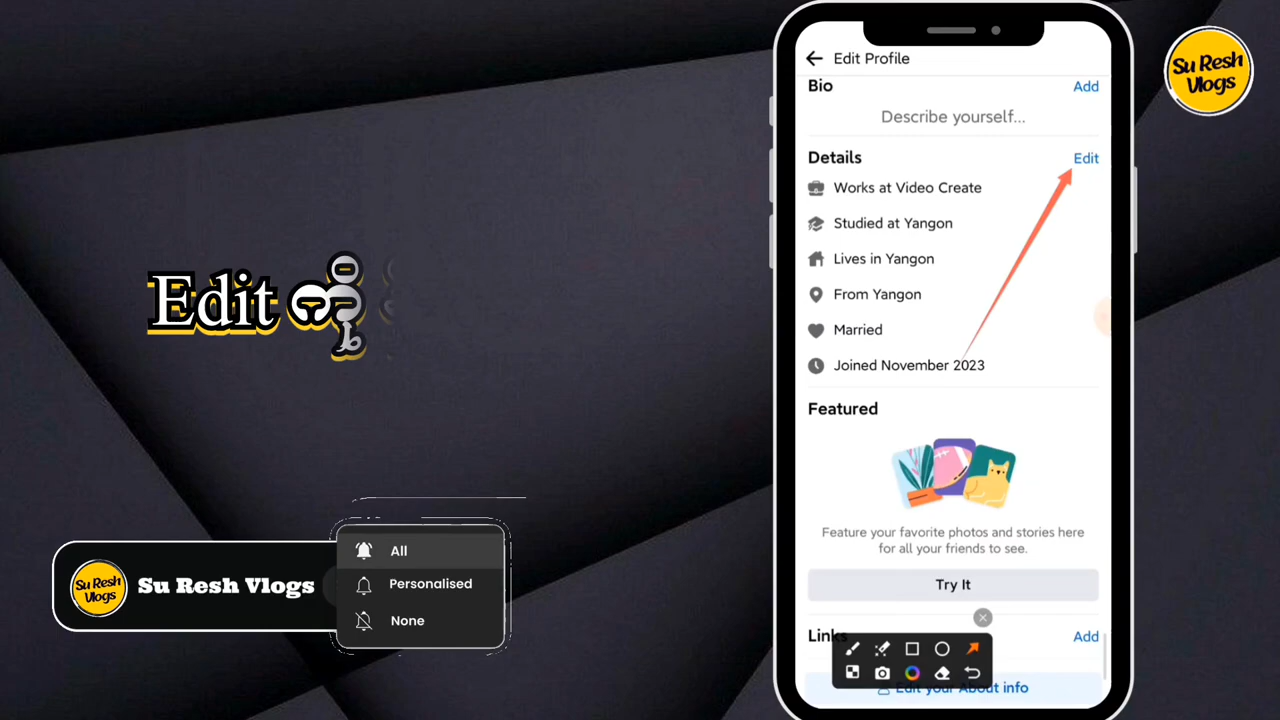 Edit ကို
Su Resh
Vlogs
Su Resh Vlogs
All
Personalised
None
Edit Profile
Bio
Add
Describe yourself...
Details
Edit
Works at Video Create
Studied at Yangon
Lives in Yangon
From Yangon
Married
Joined November 2023
Featured
Feature your favorite photos and stories here
for all your friends to see.
Try It
Links
Add
Edit your About info
Su Resh
Vlogs